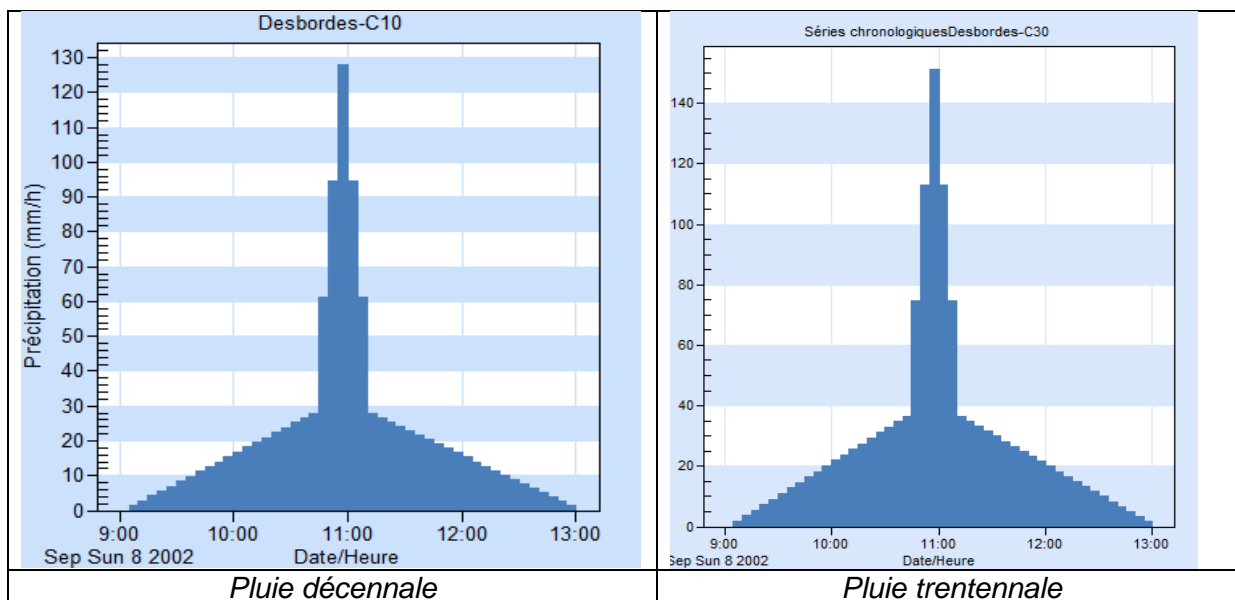 Desbordes-C10
130
120
110
100
90
80
70
60
50
40
30
20
10
0
Précipitation (mm/h)
9:00 10:00 11:00 12:00 13:00
Sep Sun 8 2002 Date/Heure
Pluie décennale
Séries chronologiquesDesbordes-C30
140
120
100
80
60
40
20
0
9:00 10:00 11:00 12:00 13:00
Sep Sun 8 2002 Date/Heure
Pluie trentennale